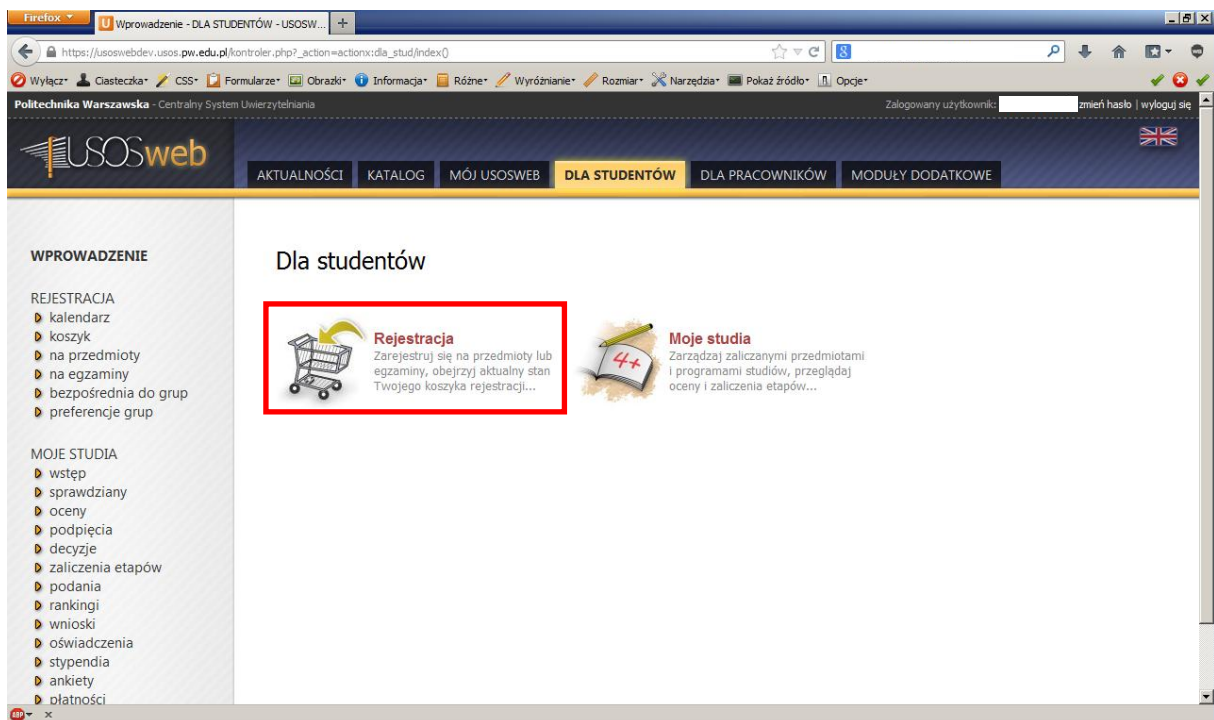 Firefox
Wprowadzenie - DLA STUDENTÓW - USOSW...
https://usoswebdev.usos.pw.edu.pl/kontroler.php?_action=actionx:dla_stud/index()
Wyłącz Ciasteczka CSS Formularze Obrazki Informacja Różne Wyróżnianie Rozmiar Narzędzia Pokaż źródło Opcje
Politechnika Warszawska - Centralny System Uwierzytelniania
Zalogowany użytkownik: zmień hasło | wyloguj się
USOSweb
AKTUALNOŚCI KATALOG MÓJ USOSWEB DLA STUDENTÓW DLA PRACOWNIKÓW MODUŁY DODATKOWE
WPROWADZENIE
REJESTRACJA
kalendarz
koszyk
na przedmioty
na egzaminy
bezpośrednia do grup
preferencje grup
MOJE STUDIA
wstęp
sprawdziany
oceny
podpięcia
decyzje
zaliczenia etapów
podania
rankingi
wnioski
oświadczenia
stypendia
ankiety
płatności
Dla studentów
Rejestracja
Zarejestruj się na przedmioty lub
egzaminy, obejrzyj aktualny stan
Twojego koszyka rejestracji...
4+
Moje studia
Zarządzaj zaliczanymi przedmiotami
i programami studiów, przeglądaj
oceny i zaliczenia etapów...
ABP